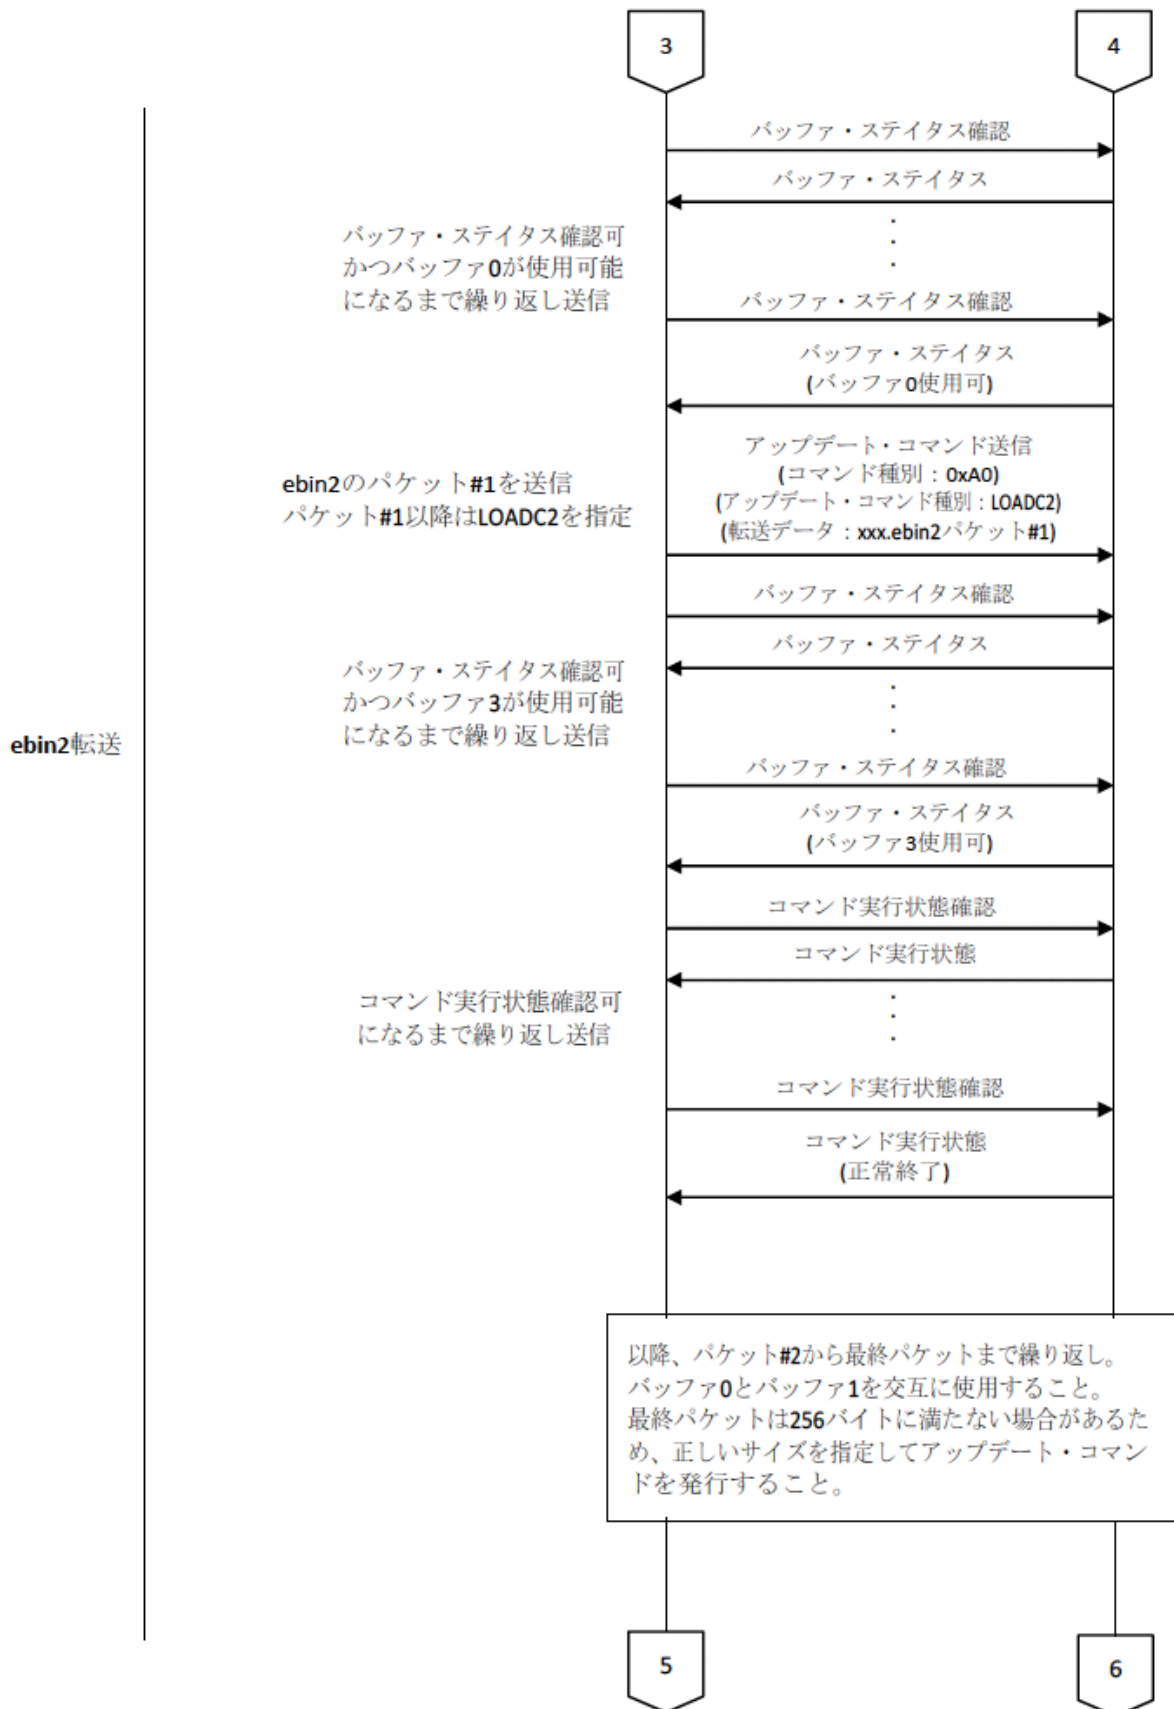 3
4
バッファ・ステイタス確認
バッファ・ステイタス
バッファ・ステイタス確認可
かつバッファ0が使用可能
になるまで繰り返し送信
バッファ・ステイタス確認
バッファ・ステイタス
(バッファ0使用可)
ebin2のパケット#1を送信
パケット#1以降はLOADC2を指定
アップデート・コマンド送信
(コマンド種別：0xA0)
(アップデート・コマンド種別：LOADC2)
(転送データ：xxx.ebin2パケット#1)
バッファ・ステイタス確認
バッファ・ステイタス
バッファ・ステイタス確認可
かつバッファ3が使用可能
になるまで繰り返し送信
ebin2転送
バッファ・ステイタス確認
バッファ・ステイタス
(バッファ3使用可)
コマンド実行状態確認
コマンド実行状態
コマンド実行状態確認可
になるまで繰り返し送信
コマンド実行状態確認
コマンド実行状態
(正常終了)
以降、パケット#2から最終パケットまで繰り返し。
バッファ0とバッファ1を交互に使用すること。
最終パケットは256バイトに満たない場合があるた
め、正しいサイズを指定してアップデート・コマン
ドを発行すること。
5
6